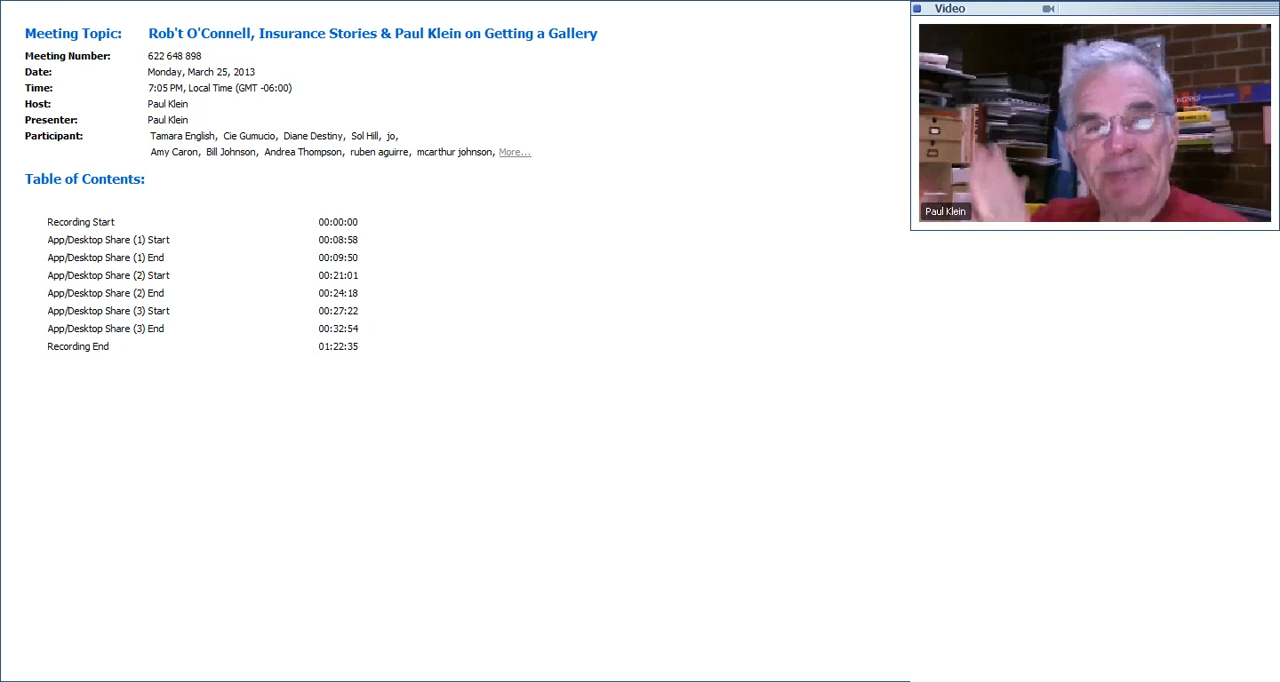 Meeting Topic: Rob't O'Connell, Insurance Stories & Paul Klein on Getting a Gallery
Meeting Number: 622 648 898
Date: Monday, March 25, 2013
Time: 7:05 PM, Local Time (GMT -06:00)
Host: Paul Klein
Presenter: Paul Klein
Participant: Tamara English, Cie Gumucio, Diane Destiny, Sol Hill, jo,
Amy Caron, Bill Johnson, Andrea Thompson, ruben aguirre, mcarthur johnson, More...
Table of Contents:
Recording Start 00:00:00
App/Desktop Share (1) Start 00:08:58
App/Desktop Share (1) End 00:09:50
App/Desktop Share (2) Start 00:21:01
App/Desktop Share (2) End 00:24:18
App/Desktop Share (3) Start 00:27:22
App/Desktop Share (3) End 00:32:54
Recording End 01:22:35
Video
Paul Klein